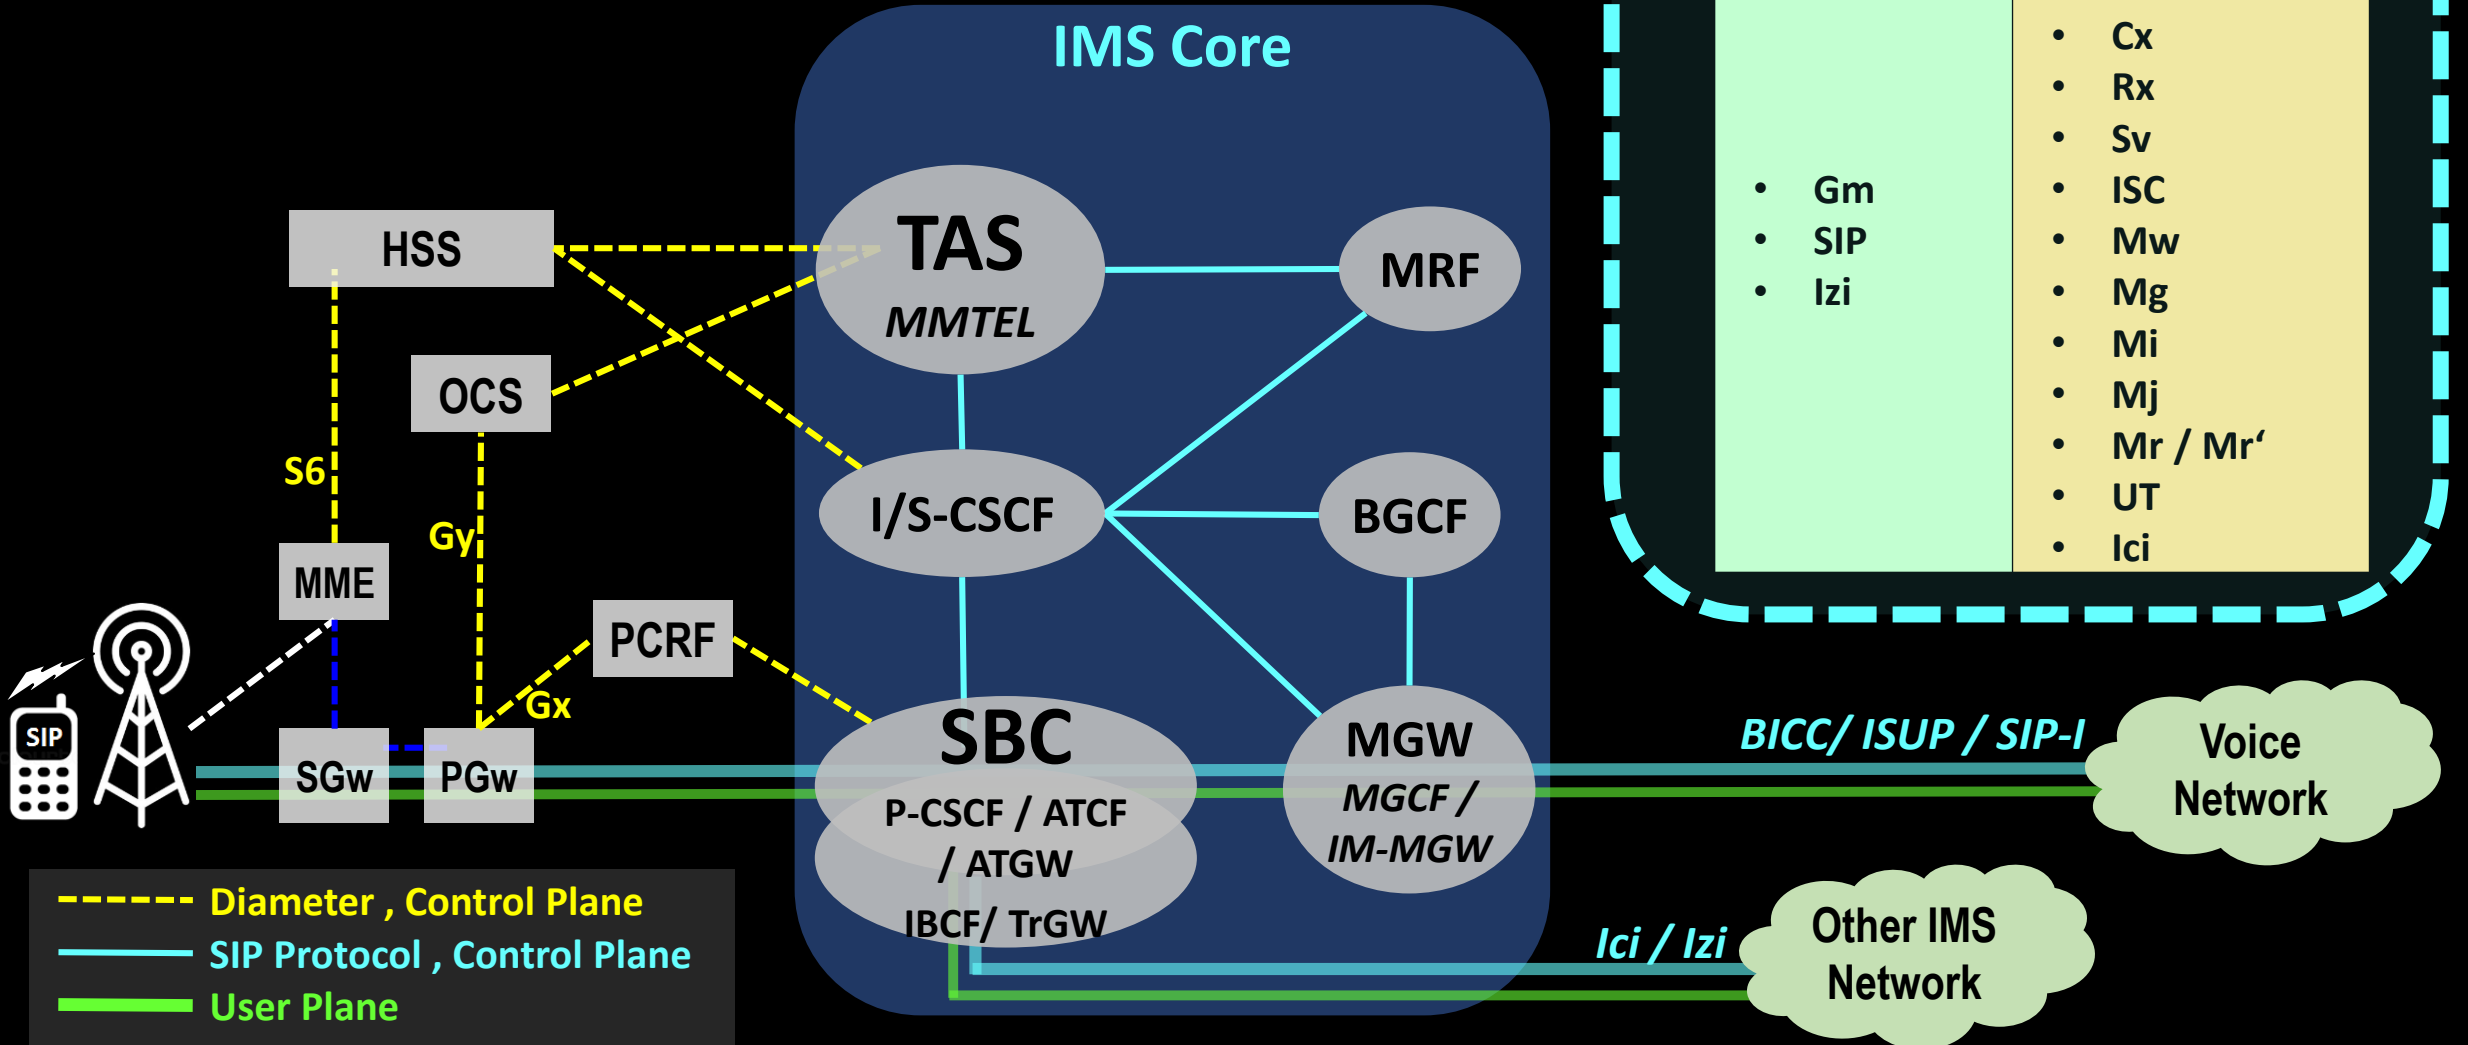 IMS Core
TAS
MMTEL
MRF
HSS
OCS
S6
Gy
I/S-CSCF
BGCF
MME
PCRF
Gx
SIP
SGw
PGw
SBC
P-CSCF / ATCF
/ ATGW
IBCF/ TrGW
MGW
MGCF /
IM-MGW
BICC/ ISUP / SIP-I
Voice
Network
Ici / Izi
Other IMS
Network
• Gm
• SIP
• Izi
• Cx
• Rx
• Sv
• ISC
• Mw
• Mg
• Mi
• Mj
• Mr / Mr‘
• UT
• Ici
Diameter , Control Plane
SIP Protocol , Control Plane
User Plane